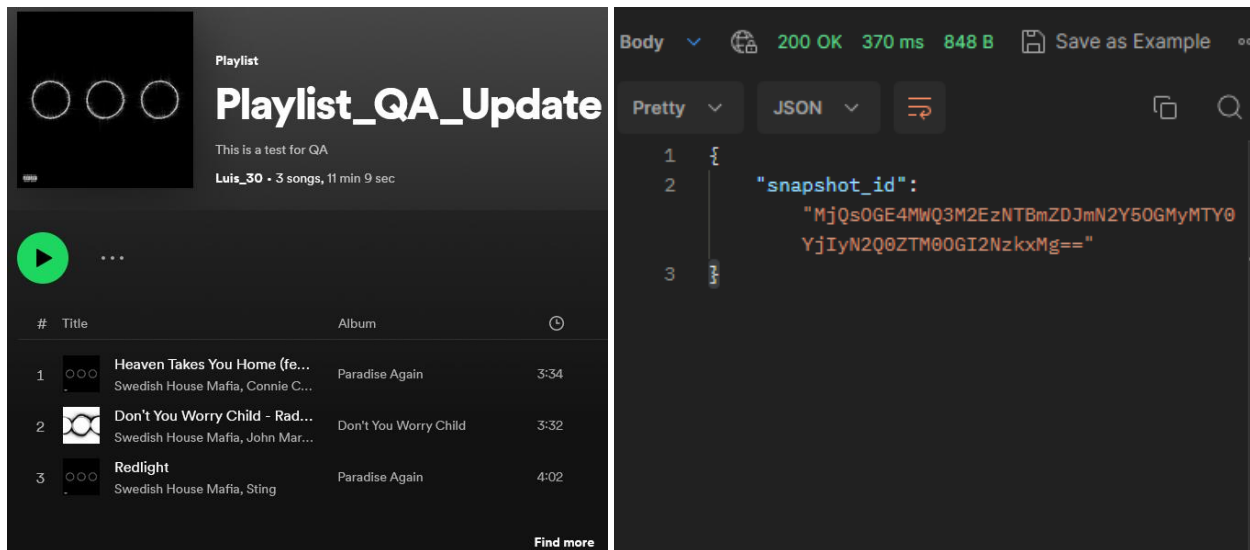 Playlist
Playlist_QA_Update
This is a test for QA
Luis_30 • 3 songs, 11 min 9 sec
# Title Album
1 Heaven Takes You Home (fe... Paradise Again 3:34
Swedish House Mafia, Connie C...
2 Don't You Worry Child - Rad... Don't You Worry Child 3:32
Swedish House Mafia, John Mar...
3 Redlight Paradise Again 4:02
Swedish House Mafia, Sting
Find more
Body 200 OK 370 ms 848 B Save as Example
Pretty JSON
1 {
2 "snapshot_id":
"MjQsOGE4MWQ3M2EzNTBmZDJmN2Y5OGMyMTY0
YjIyN2Q0ZTM0OGI2NzkxMg=="
3 }